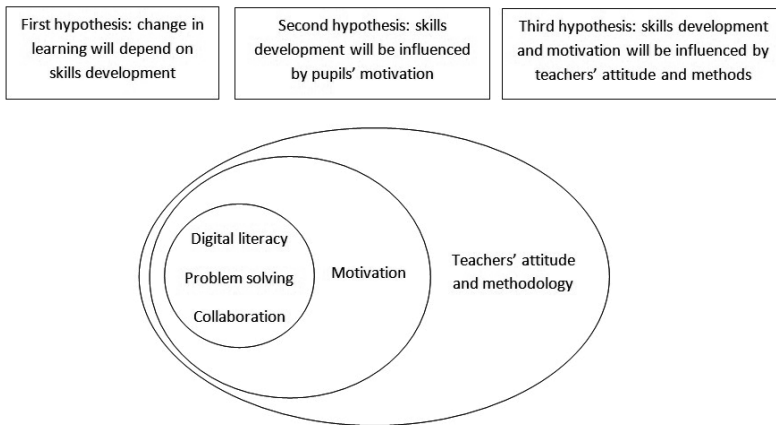 First hypothesis: change in
learning will depend on
skills development
Second hypothesis: skills
development will be influenced
by pupils’ motivation
Third hypothesis: skills development
and motivation will be influenced by
teachers’ attitude and methods
Digital literacy
Problem solving
Collaboration
Motivation
Teachers’ attitude
and methodology